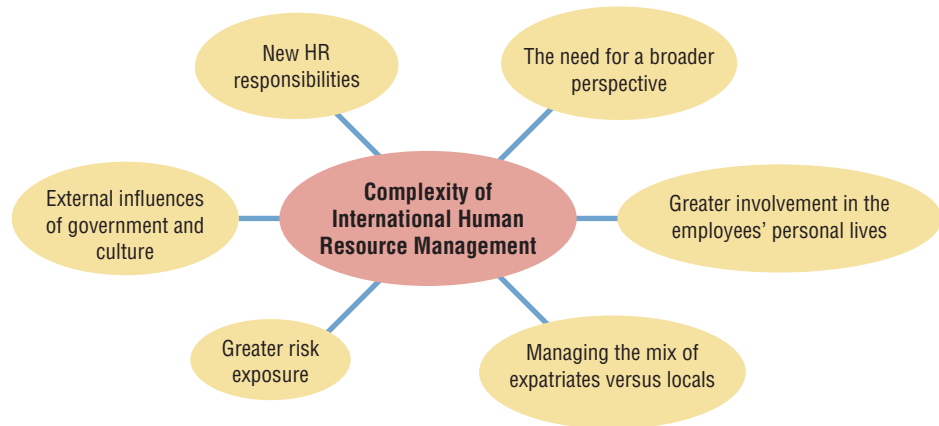 New HR
responsibilities
The need for a broader
perspective
External influences
of government and
culture
Complexity of
International Human
Resource Management
Greater involvement in the
employees’ personal lives
Greater risk
exposure
Managing the mix of
expatriates versus locals